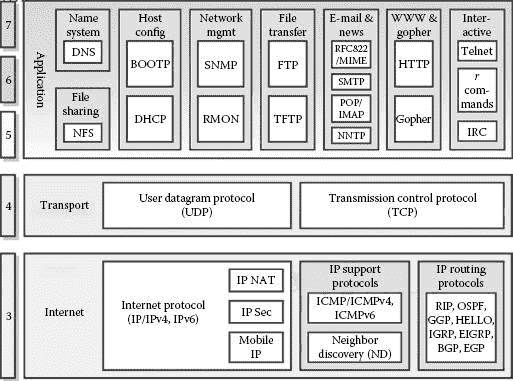 7
6
5
Application
Name
system
DNS
File
sharing
NFS
Host
config
BOOTP
DHCP
Network
mgmt
SNMP
RMON
File
transfer
FTP
TFTP
E-mail &
news
RFC822
/MIME
SMTP
POP/
IMAP
NNTP
WWW &
gopher
HTTP
Gopher
Inter-
active
Telnet
r
com-
mands
IRC
4
Transport
User datagram protocol
(UDP)
Transmission control protocol
(TCP)
3
Internet
Internet protocol
(IP/IPv4, IPv6)
IP NAT
IP Sec
Mobile
IP
IP support
protocols
ICMP/ICMPv4,
ICMPv6
Neighbor
discovery (ND)
IP routing
protocols
RIP, OSPF,
GGP, HELLO,
IGRP, EIGRP,
BGP, EGP